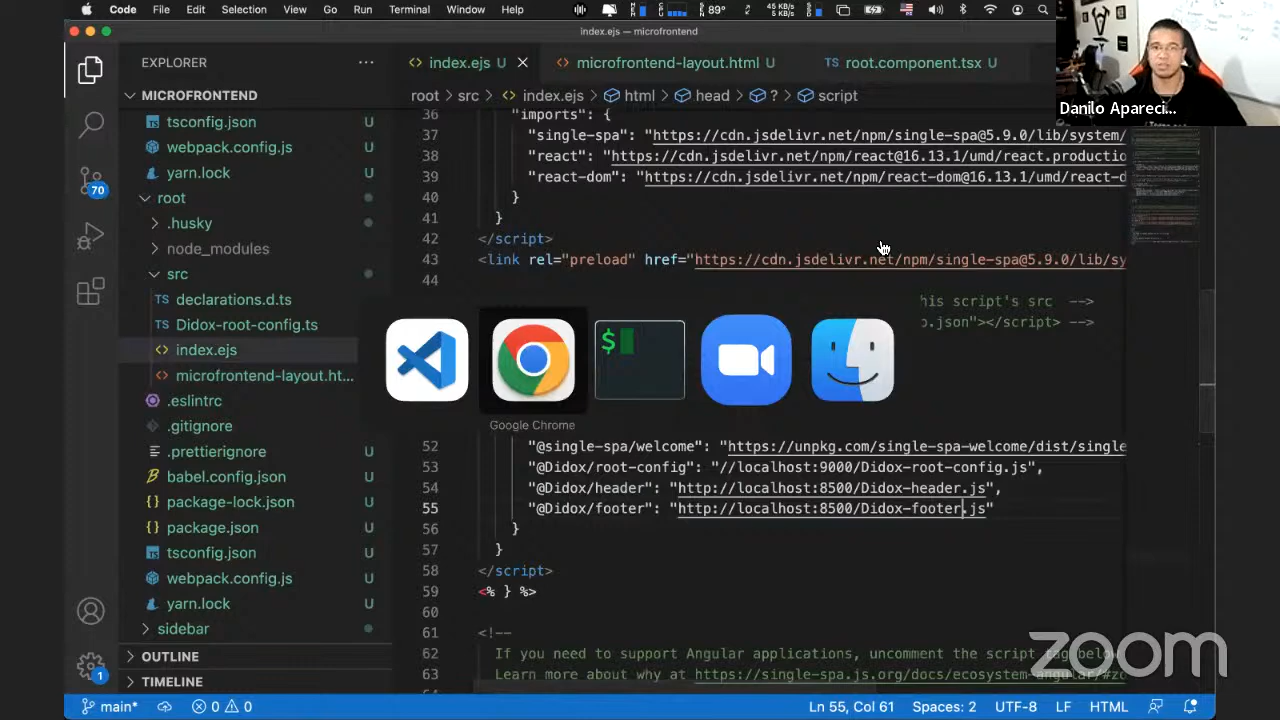 Code File Edit Selection View Go Run Terminal Window Help
89°
index.ejs — microfrontend
Danilo Apareci...
EXPLORER
MICROFRONTEND
tsconfig.json U
webpack.config.js U
yarn.lock U
root
.husky
node_modules
src
declarations.d.ts U
Didox-root-config.ts U
index.ejs U
microfrontend-layout.ht... U
.eslintrc U
.gitignore U
.prettierignore U
babel.config.json U
package-lock.json U
package.json U
tsconfig.json U
webpack.config.js U
yarn.lock U
sidebar
OUTLINE
TIMELINE
70
1
index.ejs U
microfrontend-layout.html U
root.component.tsx U
root > src > index.ejs > html > head > ? > script
36 "imports": {
37 "single-spa": "https://cdn.jsdelivr.net/npm/single-spa@5.9.0/lib/system/
38 "react": "https://cdn.jsdelivr.net/npm/react@16.13.1/umd/react.productio
39 "react-dom": "https://cdn.jsdelivr.net/npm/react-dom@16.13.1/umd/react-d
40 }
41 }
42 </script>
43 <link rel="preload" href="https://cdn.jsdelivr.net/npm/single-spa@5.9.0/lib/sy
44
his script's src -->
.json"></script> -->
$
Google Chrome
52 "@single-spa/welcome": "https://unpkg.com/single-spa-welcome/dist/single
53 "@Didox/root-config": "//localhost:9000/Didox-root-config.js",
54 "@Didox/header": "http://localhost:8500/Didox-header.js",
55 "@Didox/footer": "http://localhost:8500/Didox-footer.js"
56 }
57 }
58 </script>
59 <% } %>
60
61 <!--
62 If you need to support Angular applications, uncomment the script tag below
63 Learn more about why at https://single-spa.js.org/docs/ecosystem-angular/#zo
zoom
main* 0 0 Ln 55, Col 61 Spaces: 2 UTF-8 LF HTML